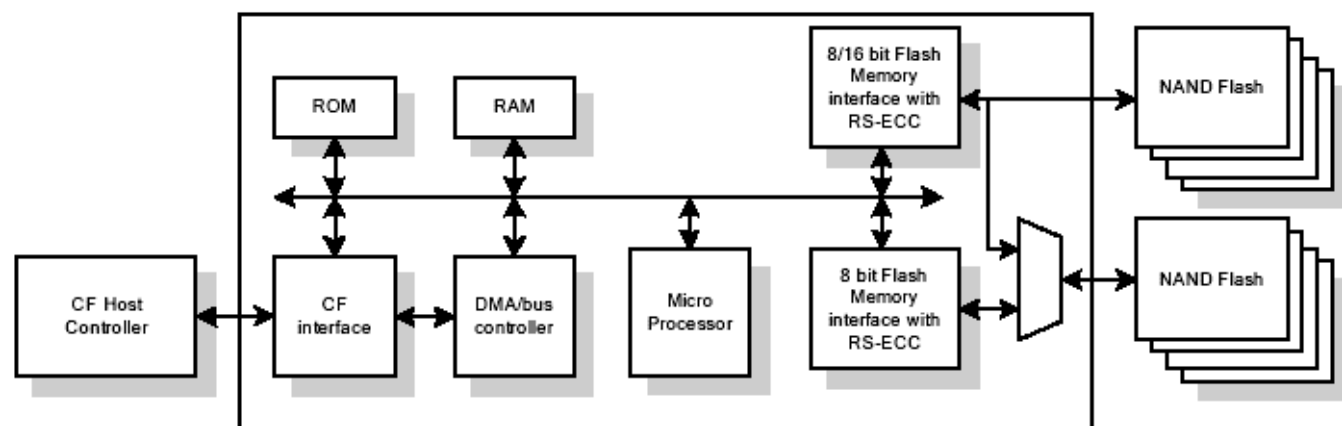 ROM
RAM
8/16 bit Flash
Memory
interface with
RS-ECC
NAND Flash
CF Host
Controller
CF
interface
DMA/bus
controller
Micro
Processor
8 bit Flash
Memory
interface with
RS-ECC
NAND Flash